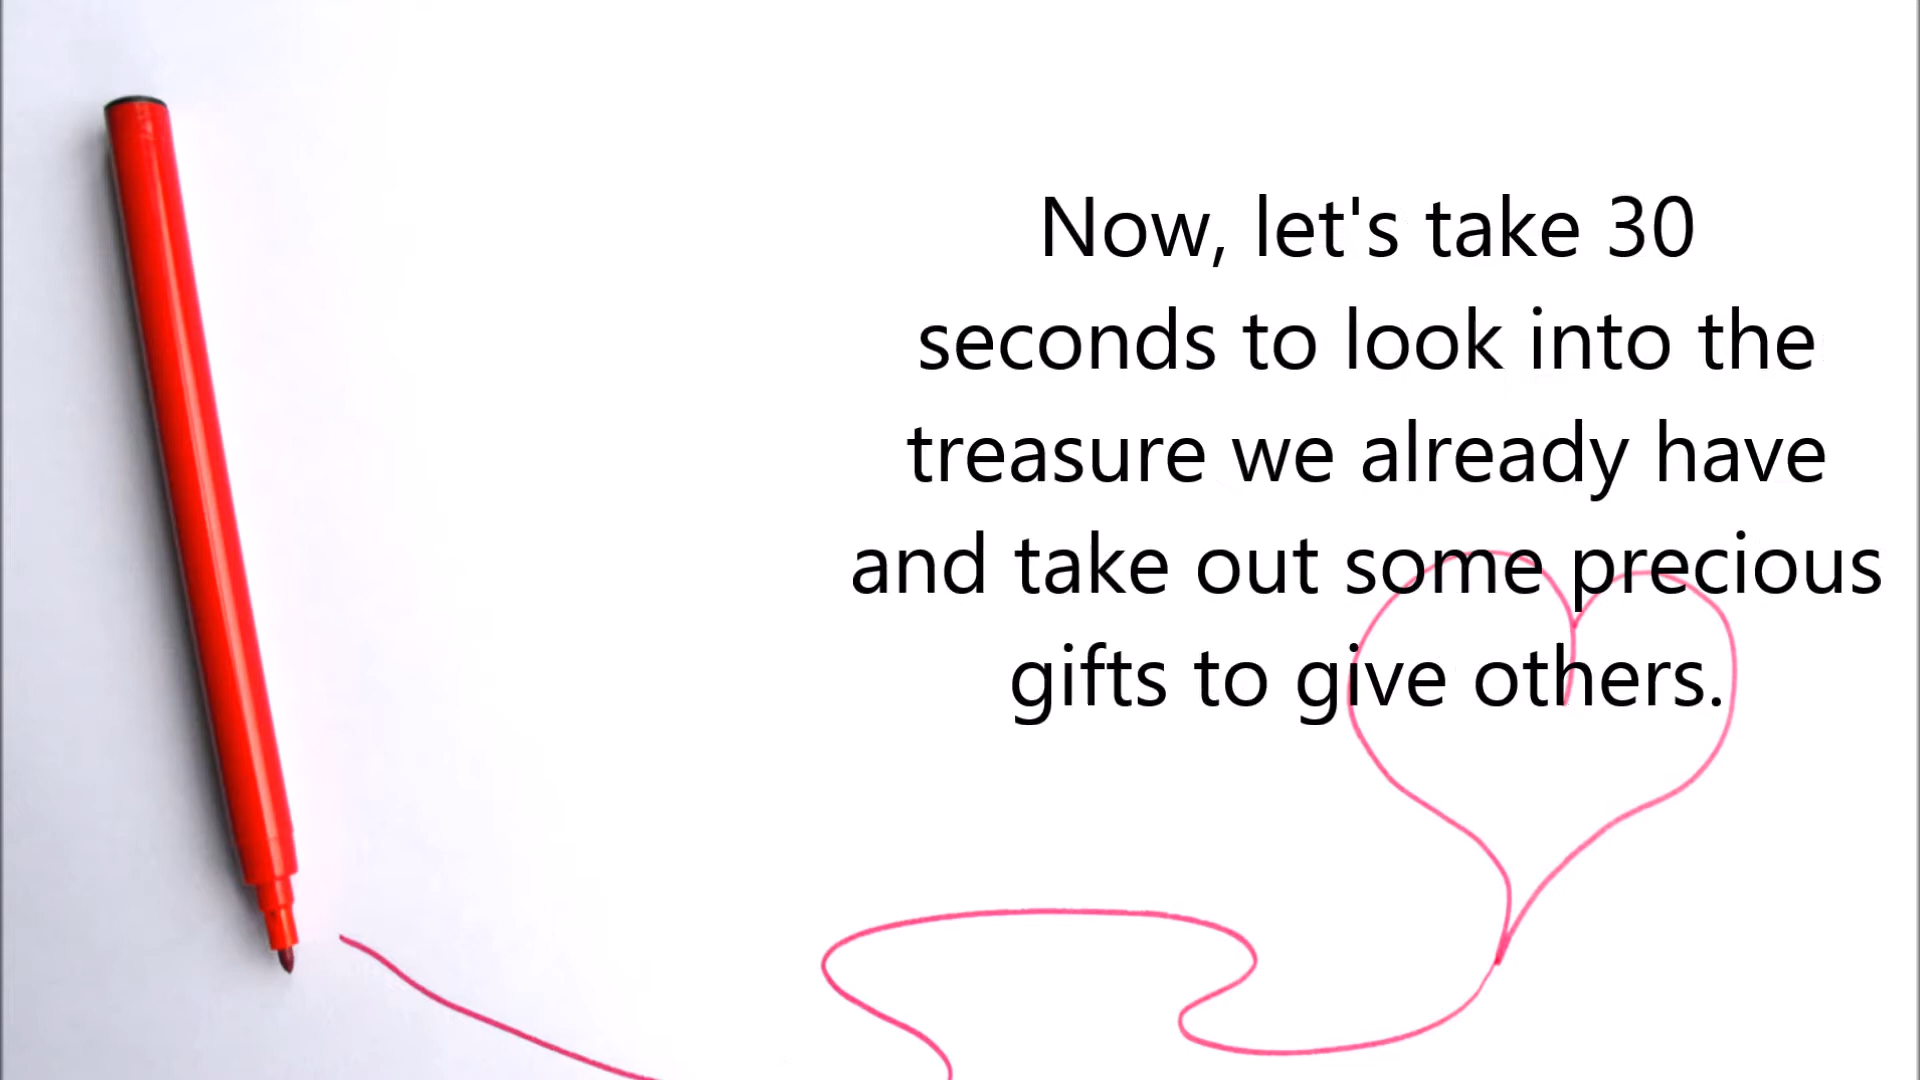 Now, let's take 30
seconds to look into the
treasure we already have
and take out some precious
gifts to give others.